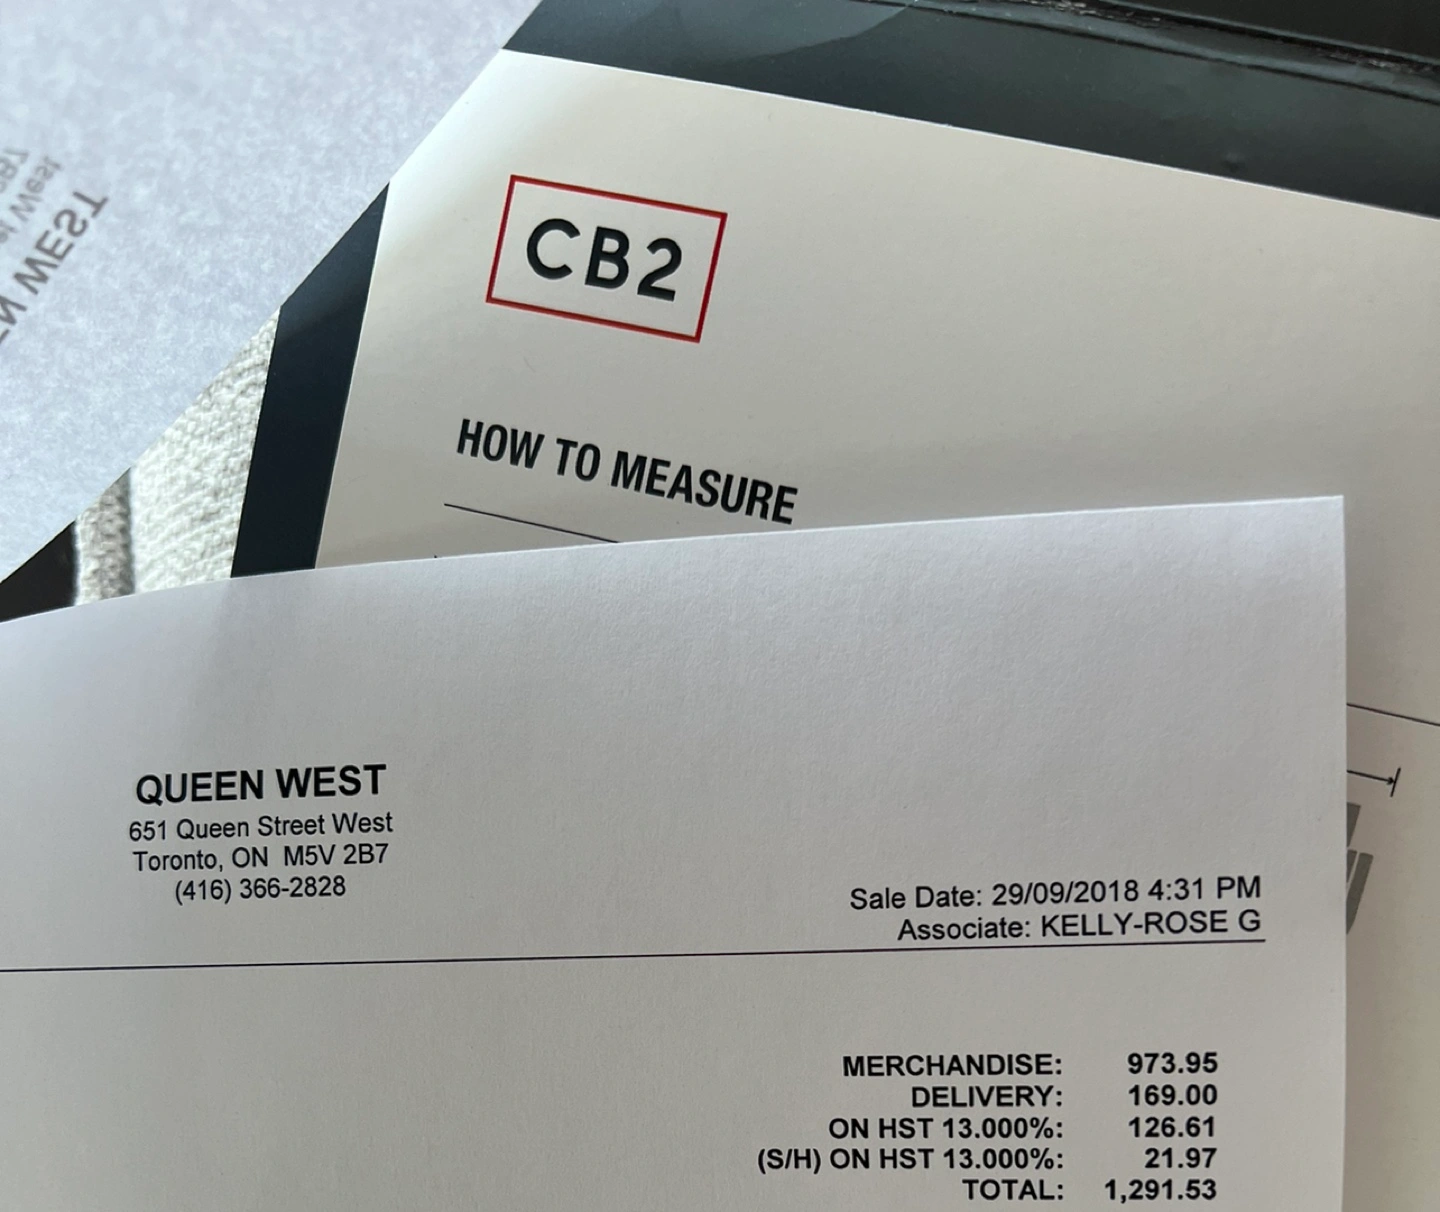 CB2
HOW TO MEASURE
QUEEN WEST
651 Queen Street West
Toronto, ON  M5V 2B7
(416) 366-2828
Sale Date: 29/09/2018 4:31 PM
Associate: KELLY-ROSE G
MERCHANDISE: 973.95
DELIVERY: 169.00
ON HST 13.000%: 126.61
(S/H) ON HST 13.000%: 21.97
TOTAL: 1,291.53